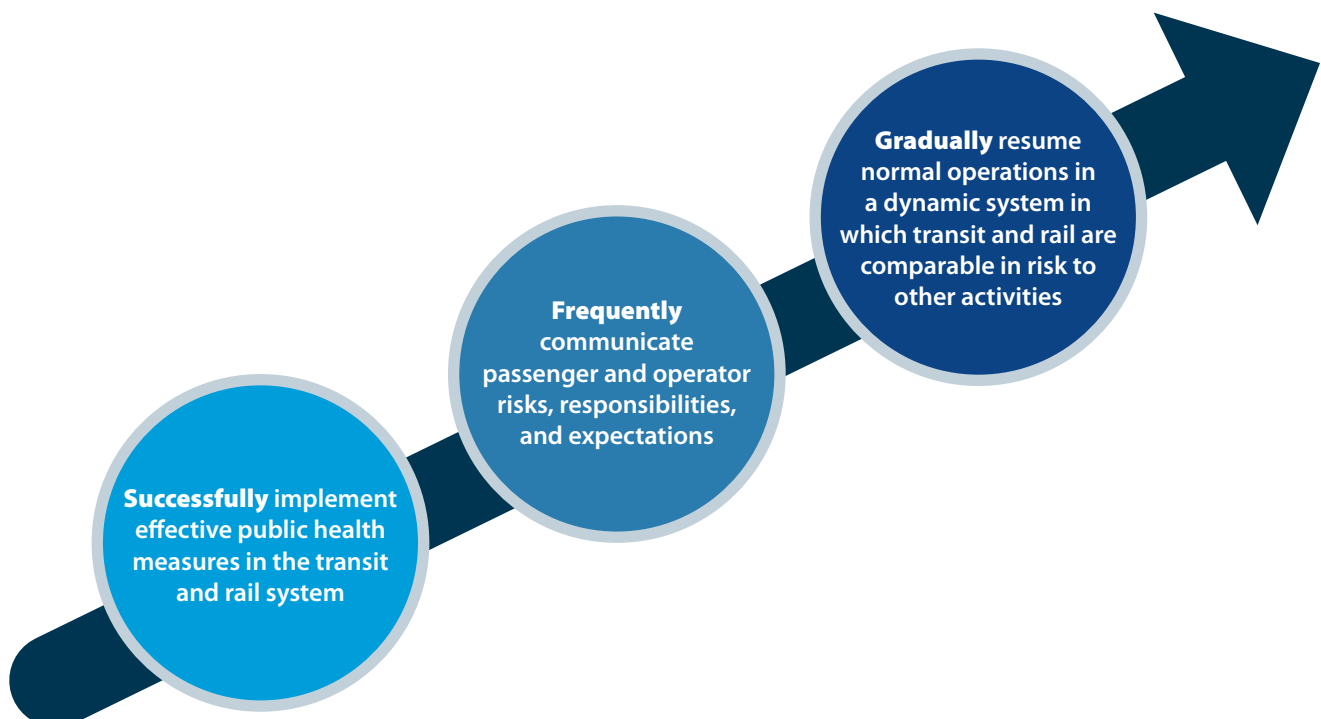 Successfully implement
effective public health
measures in the transit
and rail system
Frequently
communicate
passenger and operator
risks, responsibilities,
and expectations
Gradually resume
normal operations in
a dynamic system in
which transit and rail are
comparable in risk to
other activities